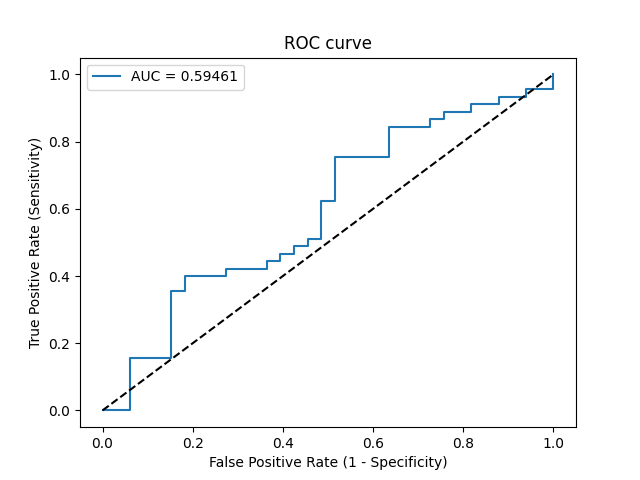 ROC curve
AUC = 0.59461
1.0
0.8
0.6
0.4
0.2
0.0
True Positive Rate (Sensitivity)
0.0 0.2 0.4 0.6 0.8 1.0
False Positive Rate (1 - Specificity)